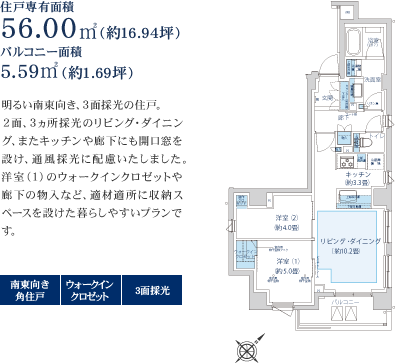 住戸専有面積
56.00㎡（約16.94坪）
バルコニー面積
5.59㎡（約1.69坪）
明るい南東向き、3面採光の住戸。
2面、3ヵ所採光のリビング・ダイニン
グ、またキッチンや廊下にも開口窓を
設け、通風採光に配慮いたしました。
洋室（1）のウォークインクロゼットや
廊下の物入など、適材適所に収納ス
ペースを設けた暮らしやすいプランで
す。
南東向き
角住戸
ウォークイン
クロゼット
3面採光
浴室
洗面室
玄関
廊下
トイレ
キッチン
（約3.3畳）
洋室（2）
（約4.0畳）
リビング・ダイニング
（約10.2畳）
洋室（1）
（約5.0畳）
バルコニー